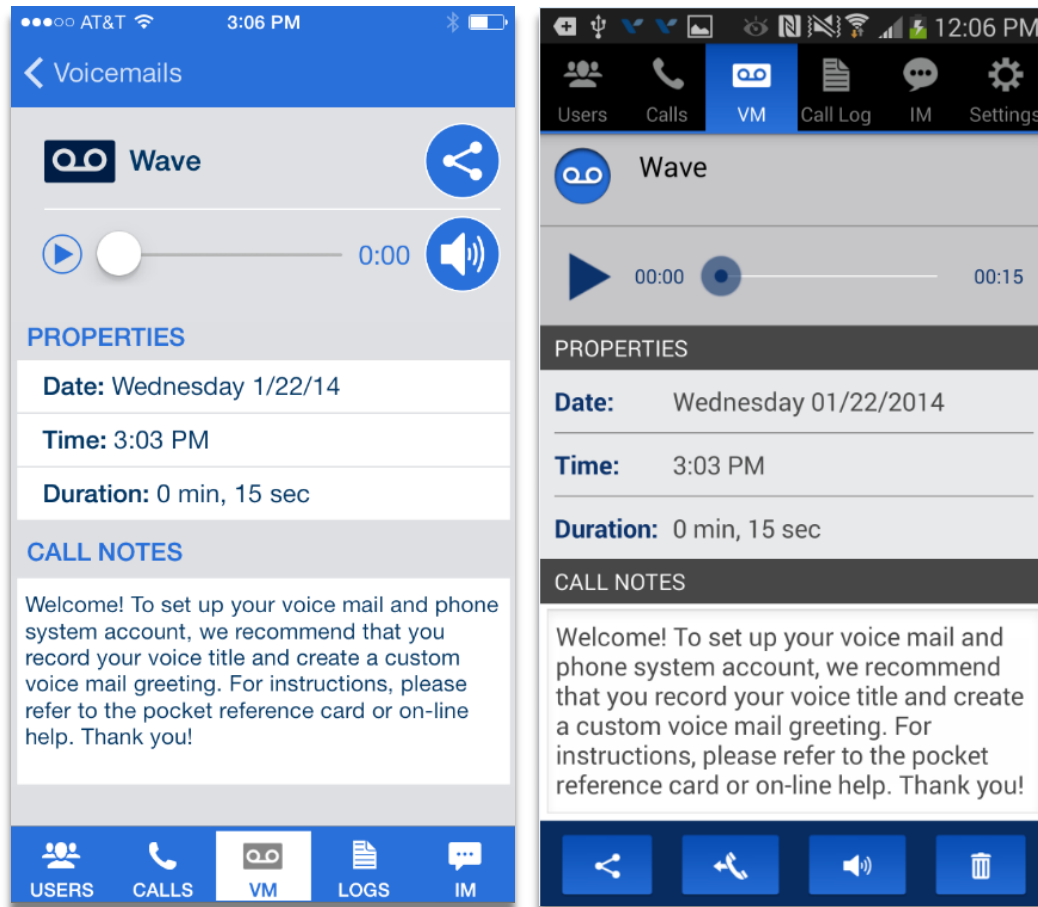 AT&T 3:06 PM
Voicemails
Wave
0:00
PROPERTIES
Date: Wednesday 1/22/14
Time: 3:03 PM
Duration: 0 min, 15 sec
CALL NOTES
Welcome! To set up your voice mail and phone
system account, we recommend that you
record your voice title and create a custom
voice mail greeting. For instructions, please
refer to the pocket reference card or on-line
help. Thank you!
USERS CALLS VM LOGS IM
12:06 PM
Users Calls VM Call Log IM Settings
Wave
00:00 00:15
PROPERTIES
Date: Wednesday 01/22/2014
Time: 3:03 PM
Duration: 0 min, 15 sec
CALL NOTES
Welcome! To set up your voice mail and
phone system account, we recommend
that you record your voice title and create
a custom voice mail greeting. For
instructions, please refer to the pocket
reference card or on-line help. Thank you!